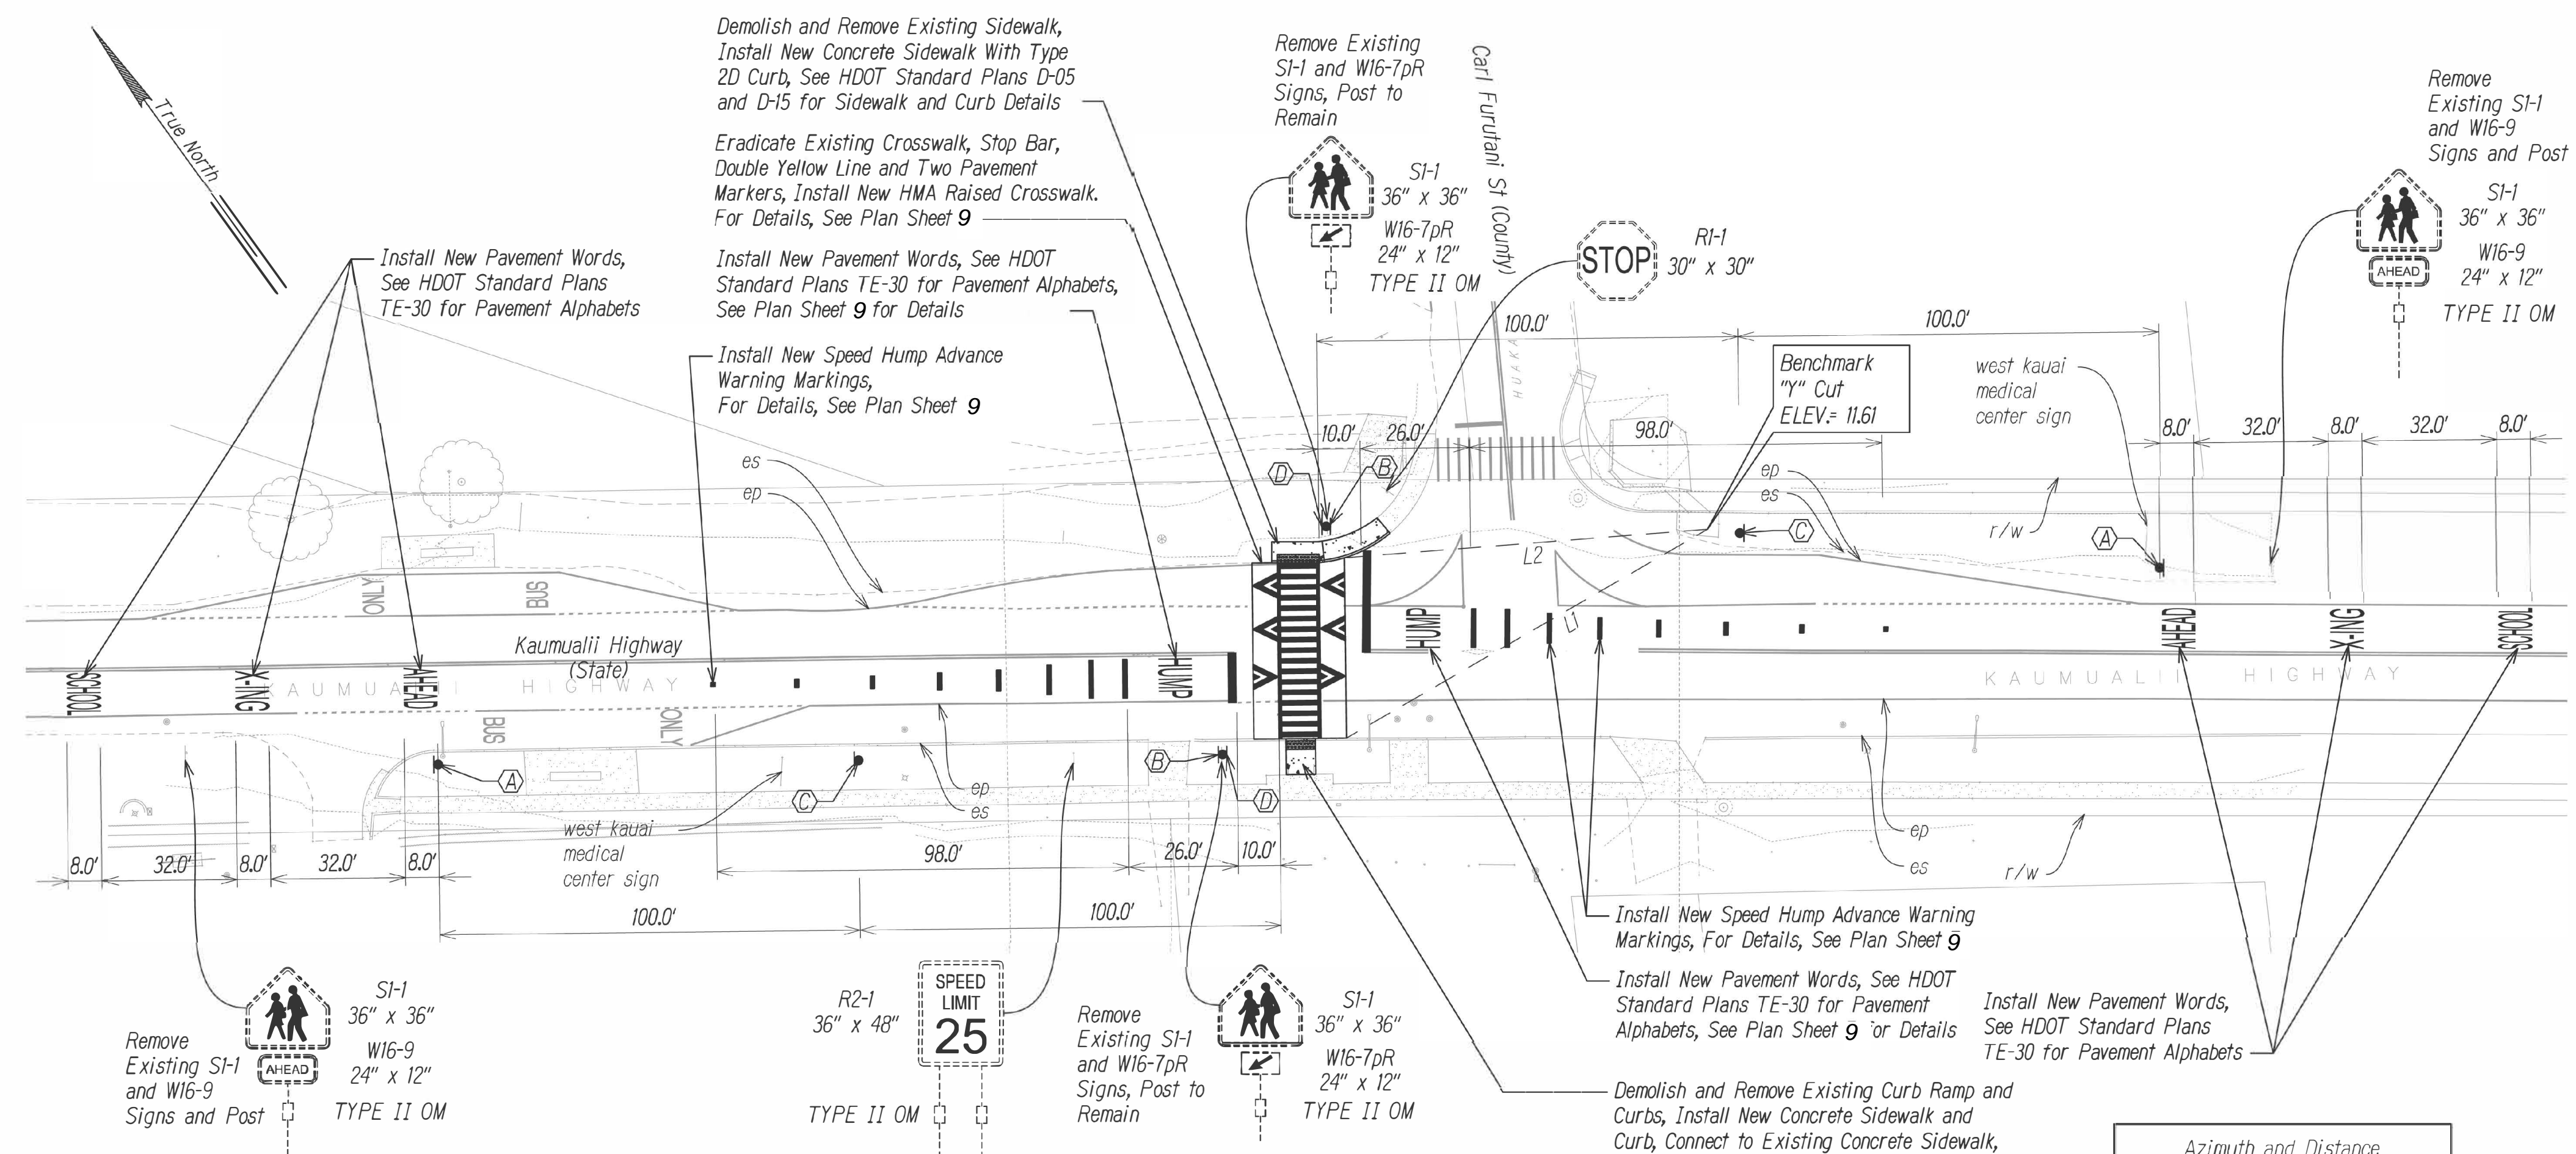 True North
Demolish and Remove Existing Sidewalk,
Install New Concrete Sidewalk With Type
2D Curb, See HDOT Standard Plans D-05
and D-15 for Sidewalk and Curb Details
Eradicate Existing Crosswalk, Stop Bar,
Double Yellow Line and Two Pavement
Markers, Install New HMA Raised Crosswalk.
For Details, See Plan Sheet 9
Install New Pavement Words, See HDOT
Standard Plans TE-30 for Pavement Alphabets,
See Plan Sheet 9 for Details
Install New Speed Hump Advance
Warning Markings,
For Details, See Plan Sheet 9
Install New Pavement Words,
See HDOT Standard Plans
TE-30 for Pavement Alphabets
Remove Existing
S1-1 and W16-7pR
Signs, Post to
Remain
S1-1
36" x 36"
W16-7pR
24" x 12"
TYPE II OM
Carl Furutani St (County)
STOP
R1-1
30" x 30"
Remove
Existing S1-1
and W16-9
Signs and Post
S1-1
36" x 36"
W16-9
24" x 12"
AHEAD
TYPE II OM
100.0'
100.0'
Benchmark
"Y" Cut
ELEV.= 11.61
west kauai
medical
center sign
10.0'
26.0'
98.0'
8.0'
32.0'
8.0'
32.0'
8.0'
HUAKA
es
ep
D
B
ep
es
C
r/w
A
L2
L1
ONLY
BUS
Kaumualii Highway
(State)
SCHOOL
X-ING
AHEAD
KAUMUALII HIGHWAY
HUMP
HUMP
AHEAD
X-ING
SCHOOL
KAUMUALII HIGHWAY
BUS
ONLY
A
C
B
D
ep
es
ep
es
r/w
west kauai
medical
center sign
8.0'
32.0'
8.0'
32.0'
8.0'
98.0'
26.0'
10.0'
100.0'
100.0'
Remove
Existing S1-1
and W16-9
Signs and Post
S1-1
36" x 36"
W16-9
24" x 12"
AHEAD
TYPE II OM
R2-1
36" x 48"
SPEED
LIMIT
25
TYPE II OM
Remove
Existing S1-1
and W16-7pR
Signs, Post to
Remain
S1-1
36" x 36"
W16-7pR
24" x 12"
TYPE II OM
Install New Speed Hump Advance Warning
Markings, For Details, See Plan Sheet 9
Install New Pavement Words, See HDOT
Standard Plans TE-30 for Pavement
Alphabets, See Plan Sheet 9 for Details
Install New Pavement Words,
See HDOT Standard Plans
TE-30 for Pavement Alphabets
Demolish and Remove Existing Curb Ramp and
Curbs, Install New Concrete Sidewalk and
Curb, Connect to Existing Concrete Sidewalk,
Azimuth and Distance